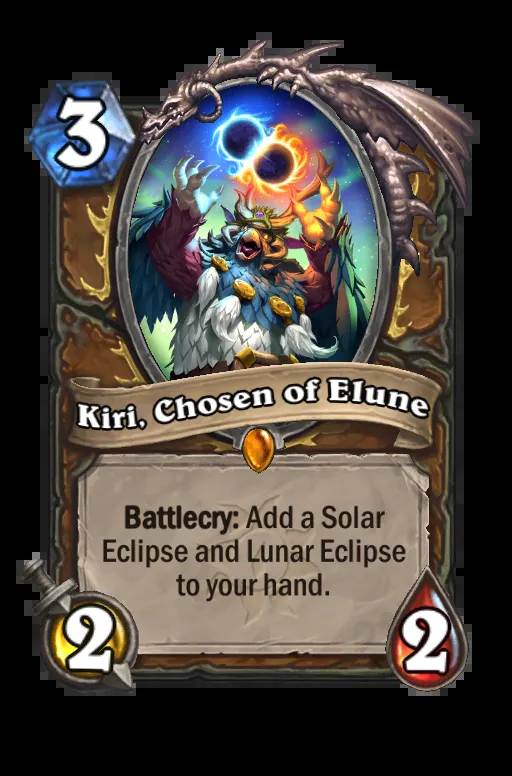 3
Kiri, Chosen of Elune
Battlecry: Add a Solar
Eclipse and Lunar Eclipse
to your hand.
2
2